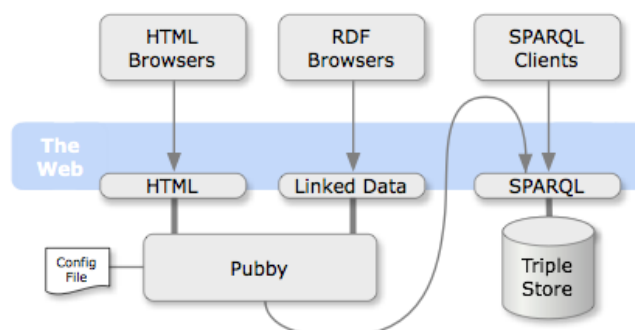 HTML
Browsers
RDF
Browsers
SPARQL
Clients
The
Web
HTML
Linked Data
SPARQL
Config
File
Pubby
Triple
Store